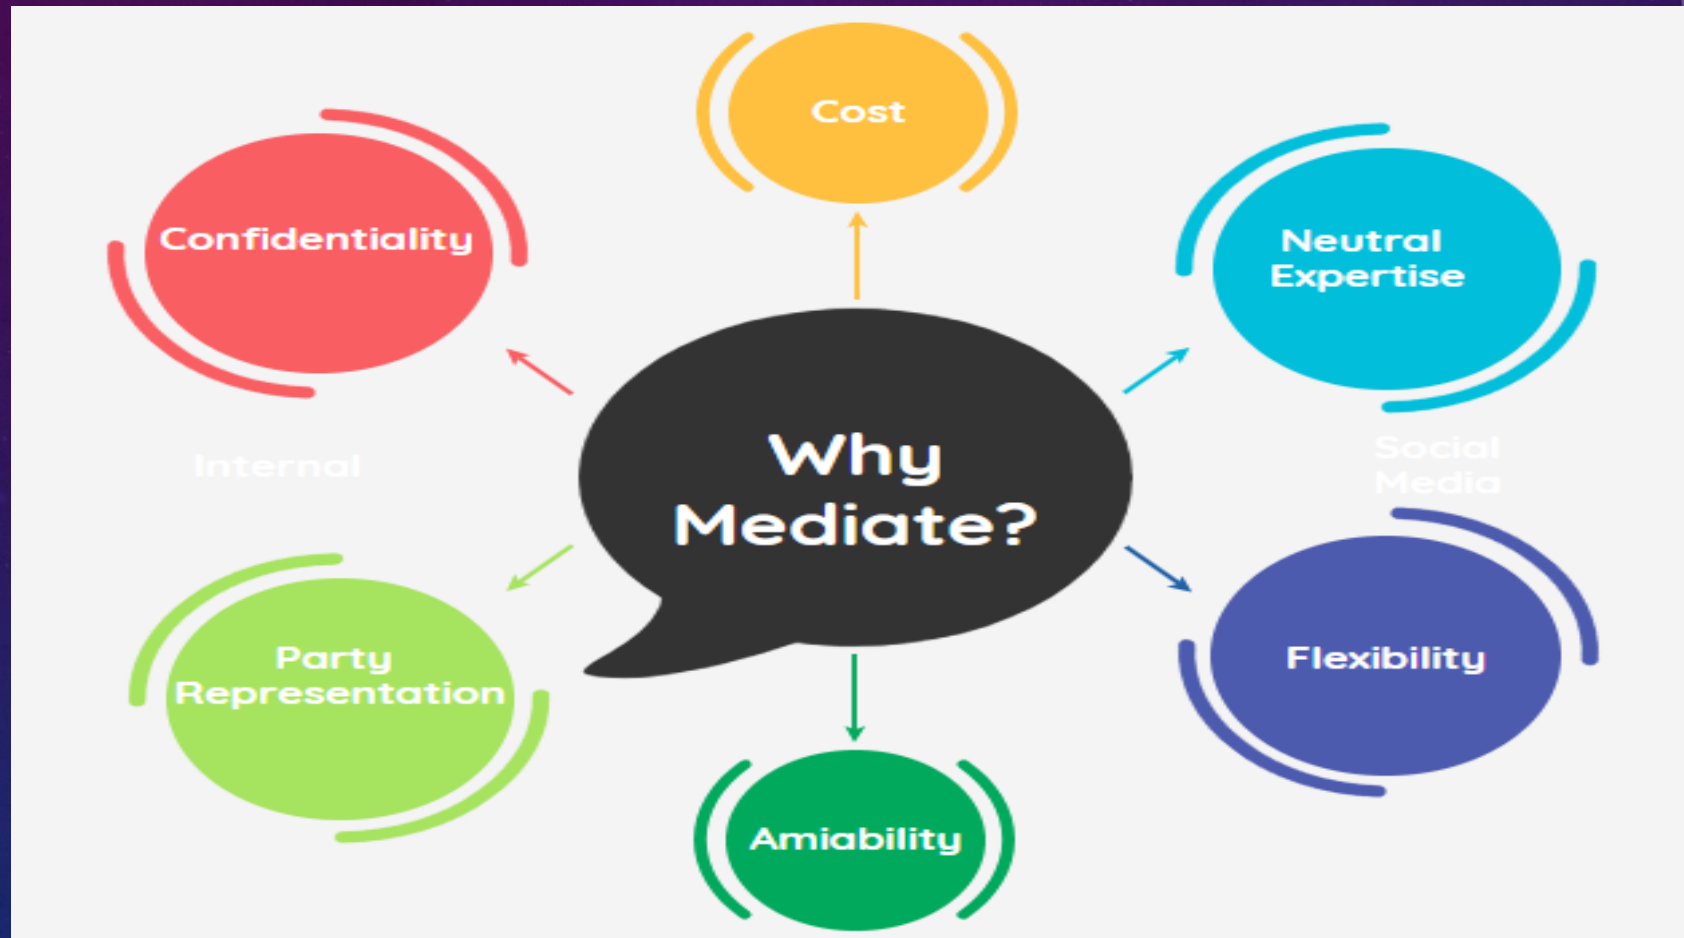 Cost
Confidentiality
Neutral
Expertise
Internal
Why
Mediate?
Social
Media
Party
Representation
Flexibility
Amiability